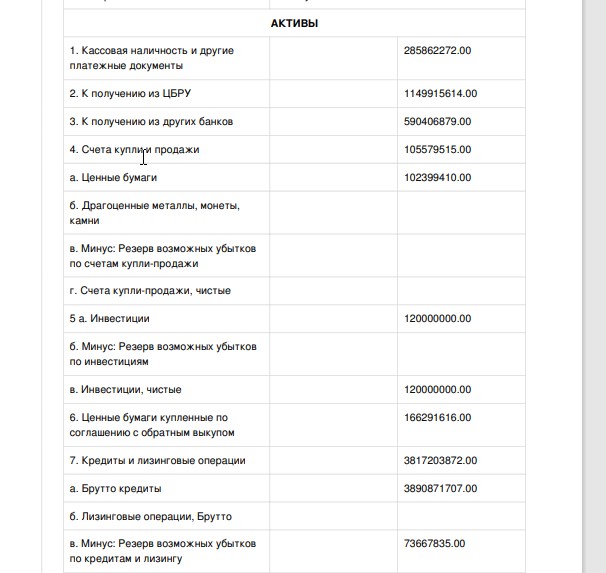 АКТИВЫ
1. Кассовая наличность и другие
платежные документы
285862272.00
2. К получению из ЦБРУ
1149915614.00
3. К получению из других банков
590406879.00
4. Счета купли и продажи
105579515.00
а. Ценные бумаги
102399410.00
б. Драгоценные металлы, монеты,
камни
в. Минус: Резерв возможных убытков
по счетам купли-продажи
г. Счета купли-продажи, чистые
5 а. Инвестиции
120000000.00
б. Минус: Резерв возможных убытков
по инвестициям
в. Инвестиции, чистые
120000000.00
6. Ценные бумаги купленные по
соглашению с обратным выкупом
166291616.00
7. Кредиты и лизинговые операции
3817203872.00
а. Брутто кредиты
3890871707.00
б. Лизинговые операции, Брутто
в. Минус: Резерв возможных убытков
по кредитам и лизингу
73667835.00